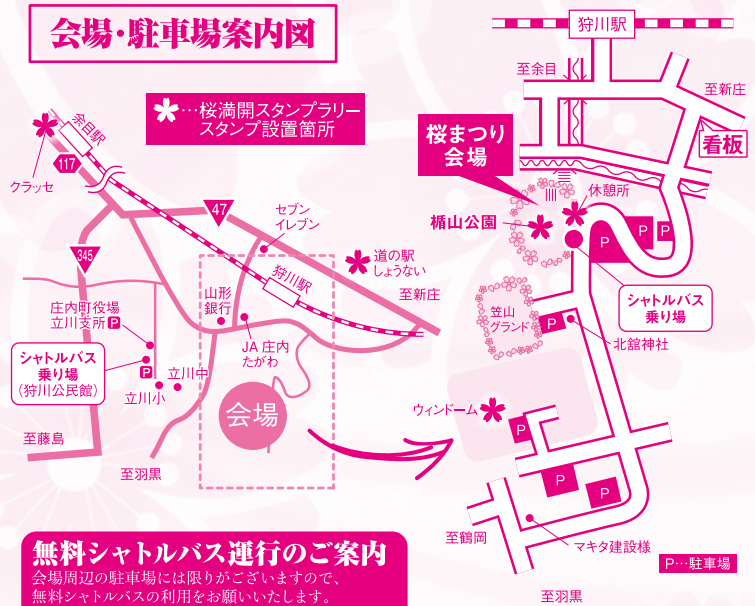 会場・駐車場案内図
…桜満開スタンプラリー
スタンプ設置箇所
余目駅
117
クラッセ
47
セブン
イレブン
345
道の駅
しょうない
狩川駅
至新庄
山形
銀行
庄内町役場
立川支所 P
JA 庄内
たがわ
シャトルバス
乗り場
(狩川公民館)
P
立川中
立川小
会場
至藤島
至羽黒
狩川駅
至余目
至新庄
看板
桜まつり
会場
休憩所
楯山公園
P
P
P
シャトルバス
乗り場
笠山
グランド
P
北舘神社
ウィンドーム
P
P
P
至鶴岡
マキタ建設様
P…駐車場
至羽黒
無料シャトルバス運行のご案内
会場周辺の駐車場には限りがございますので、
無料シャトルバスの利用をお願いいたします。